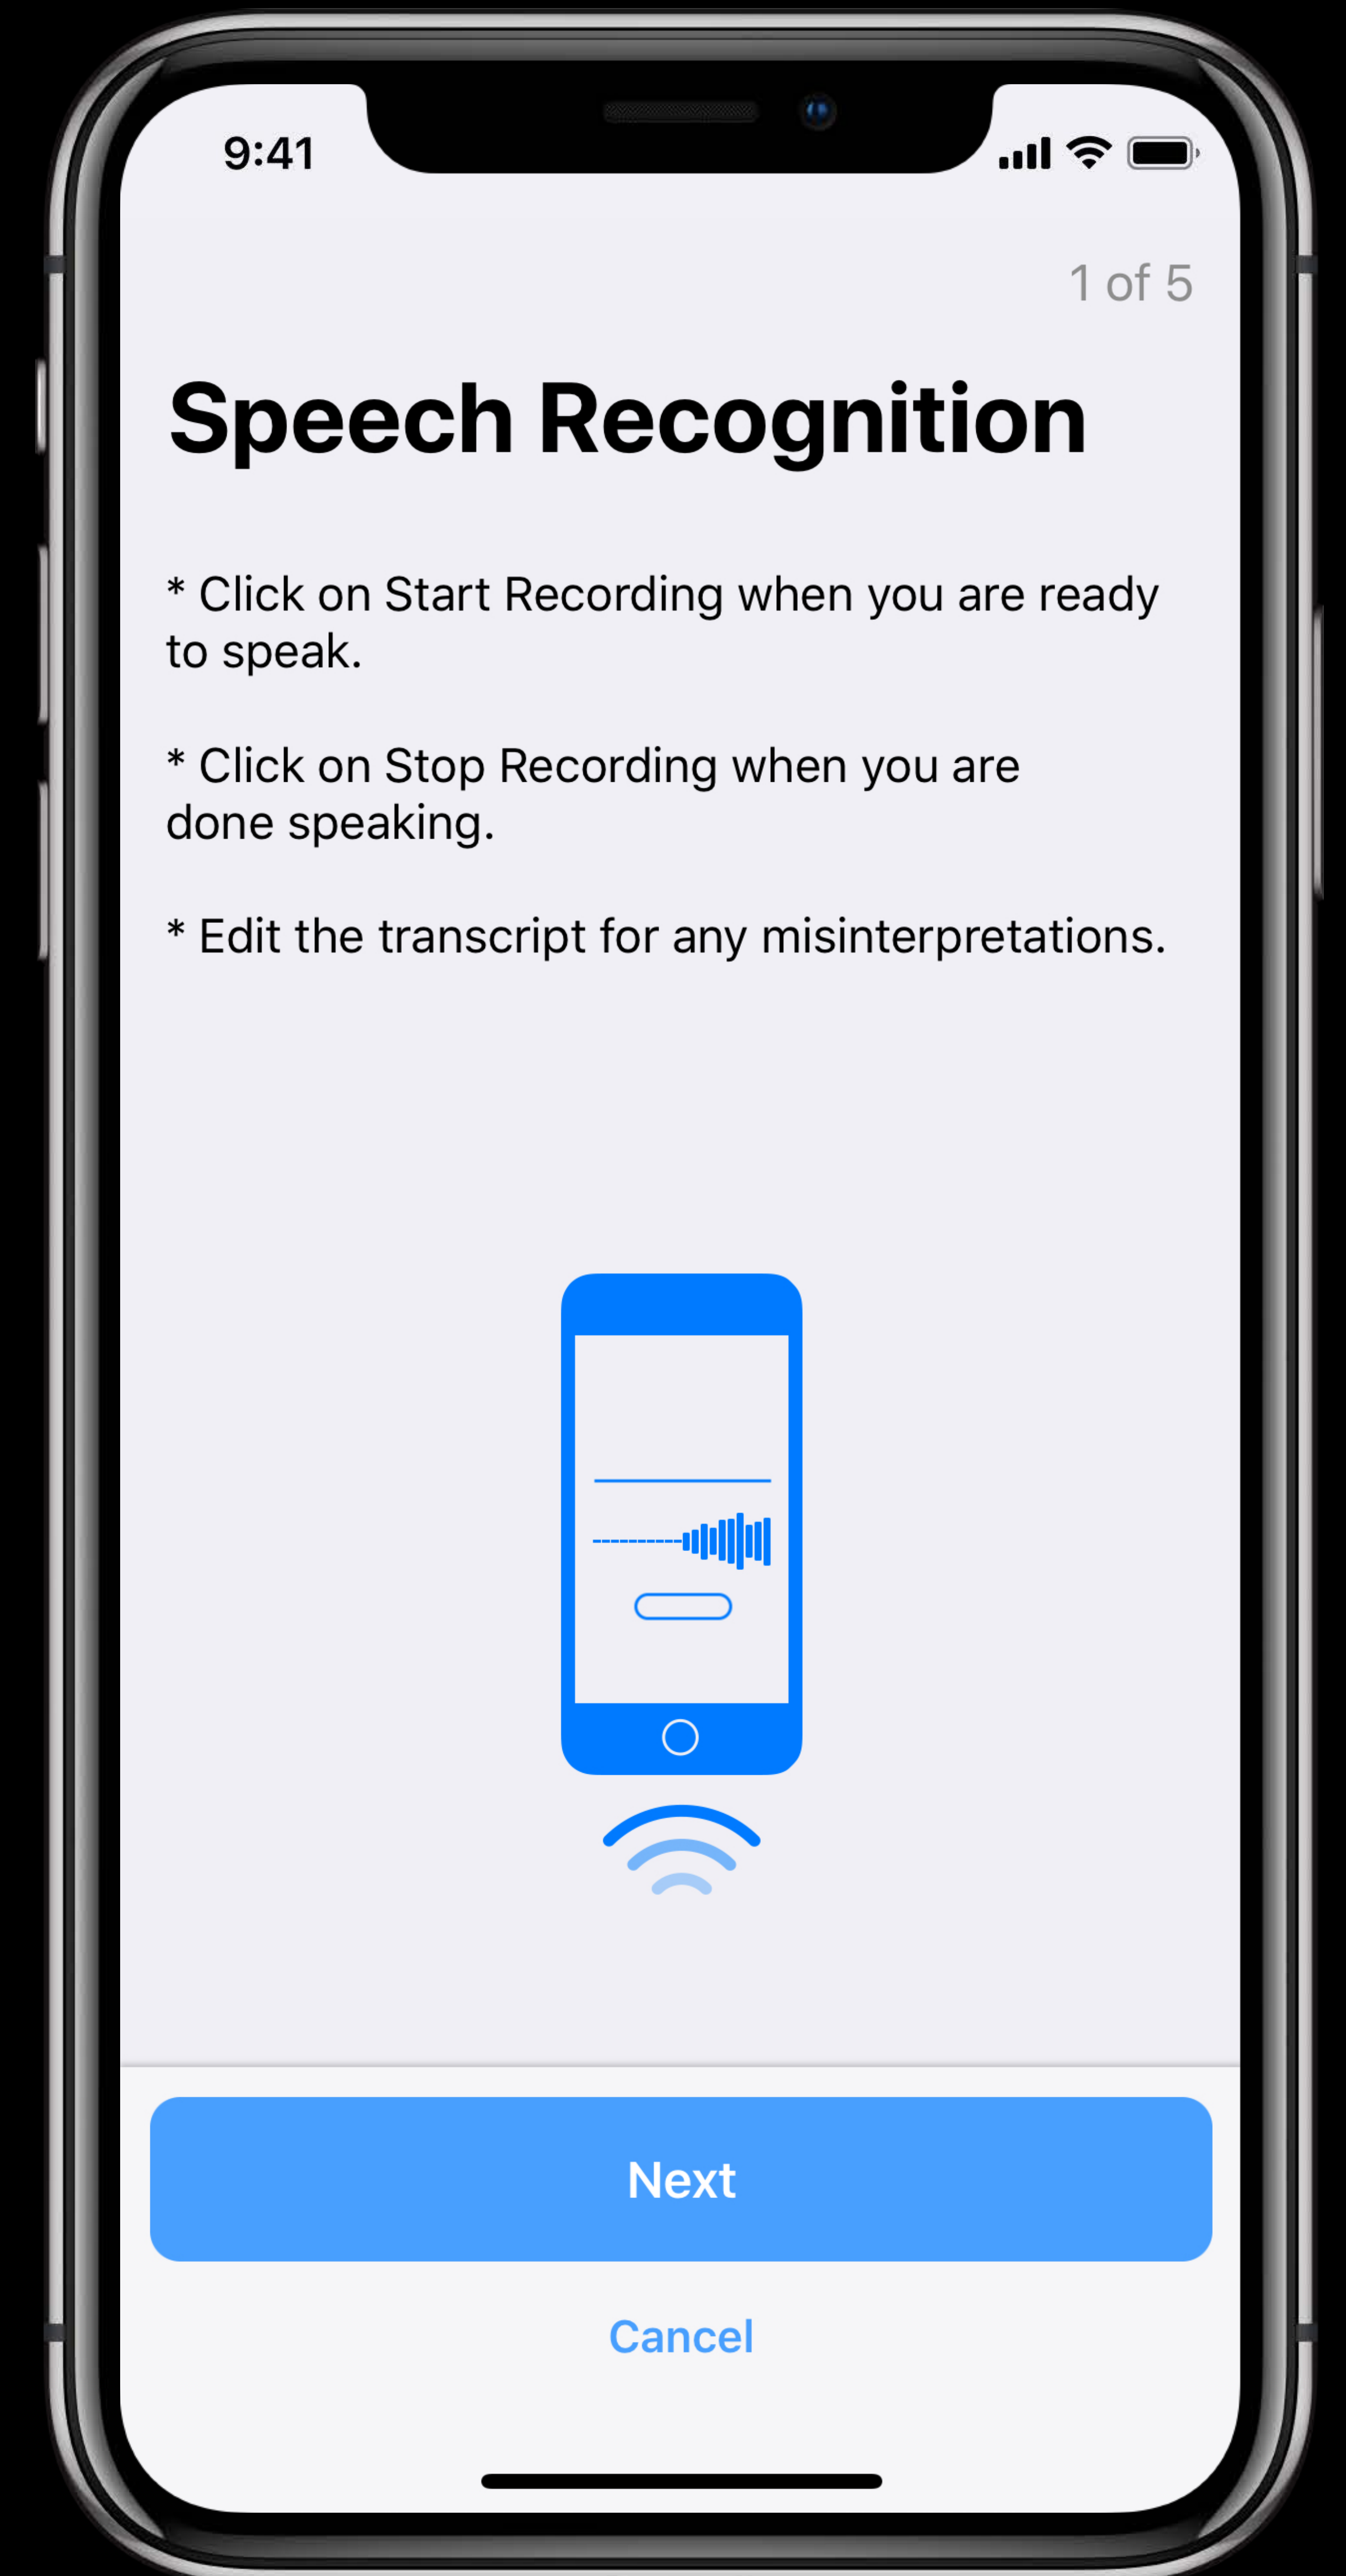 9:41
1 of 5
Speech Recognition
* Click on Start Recording when you are ready
to speak.
* Click on Stop Recording when you are
done speaking.
* Edit the transcript for any misinterpretations.
Next
Cancel